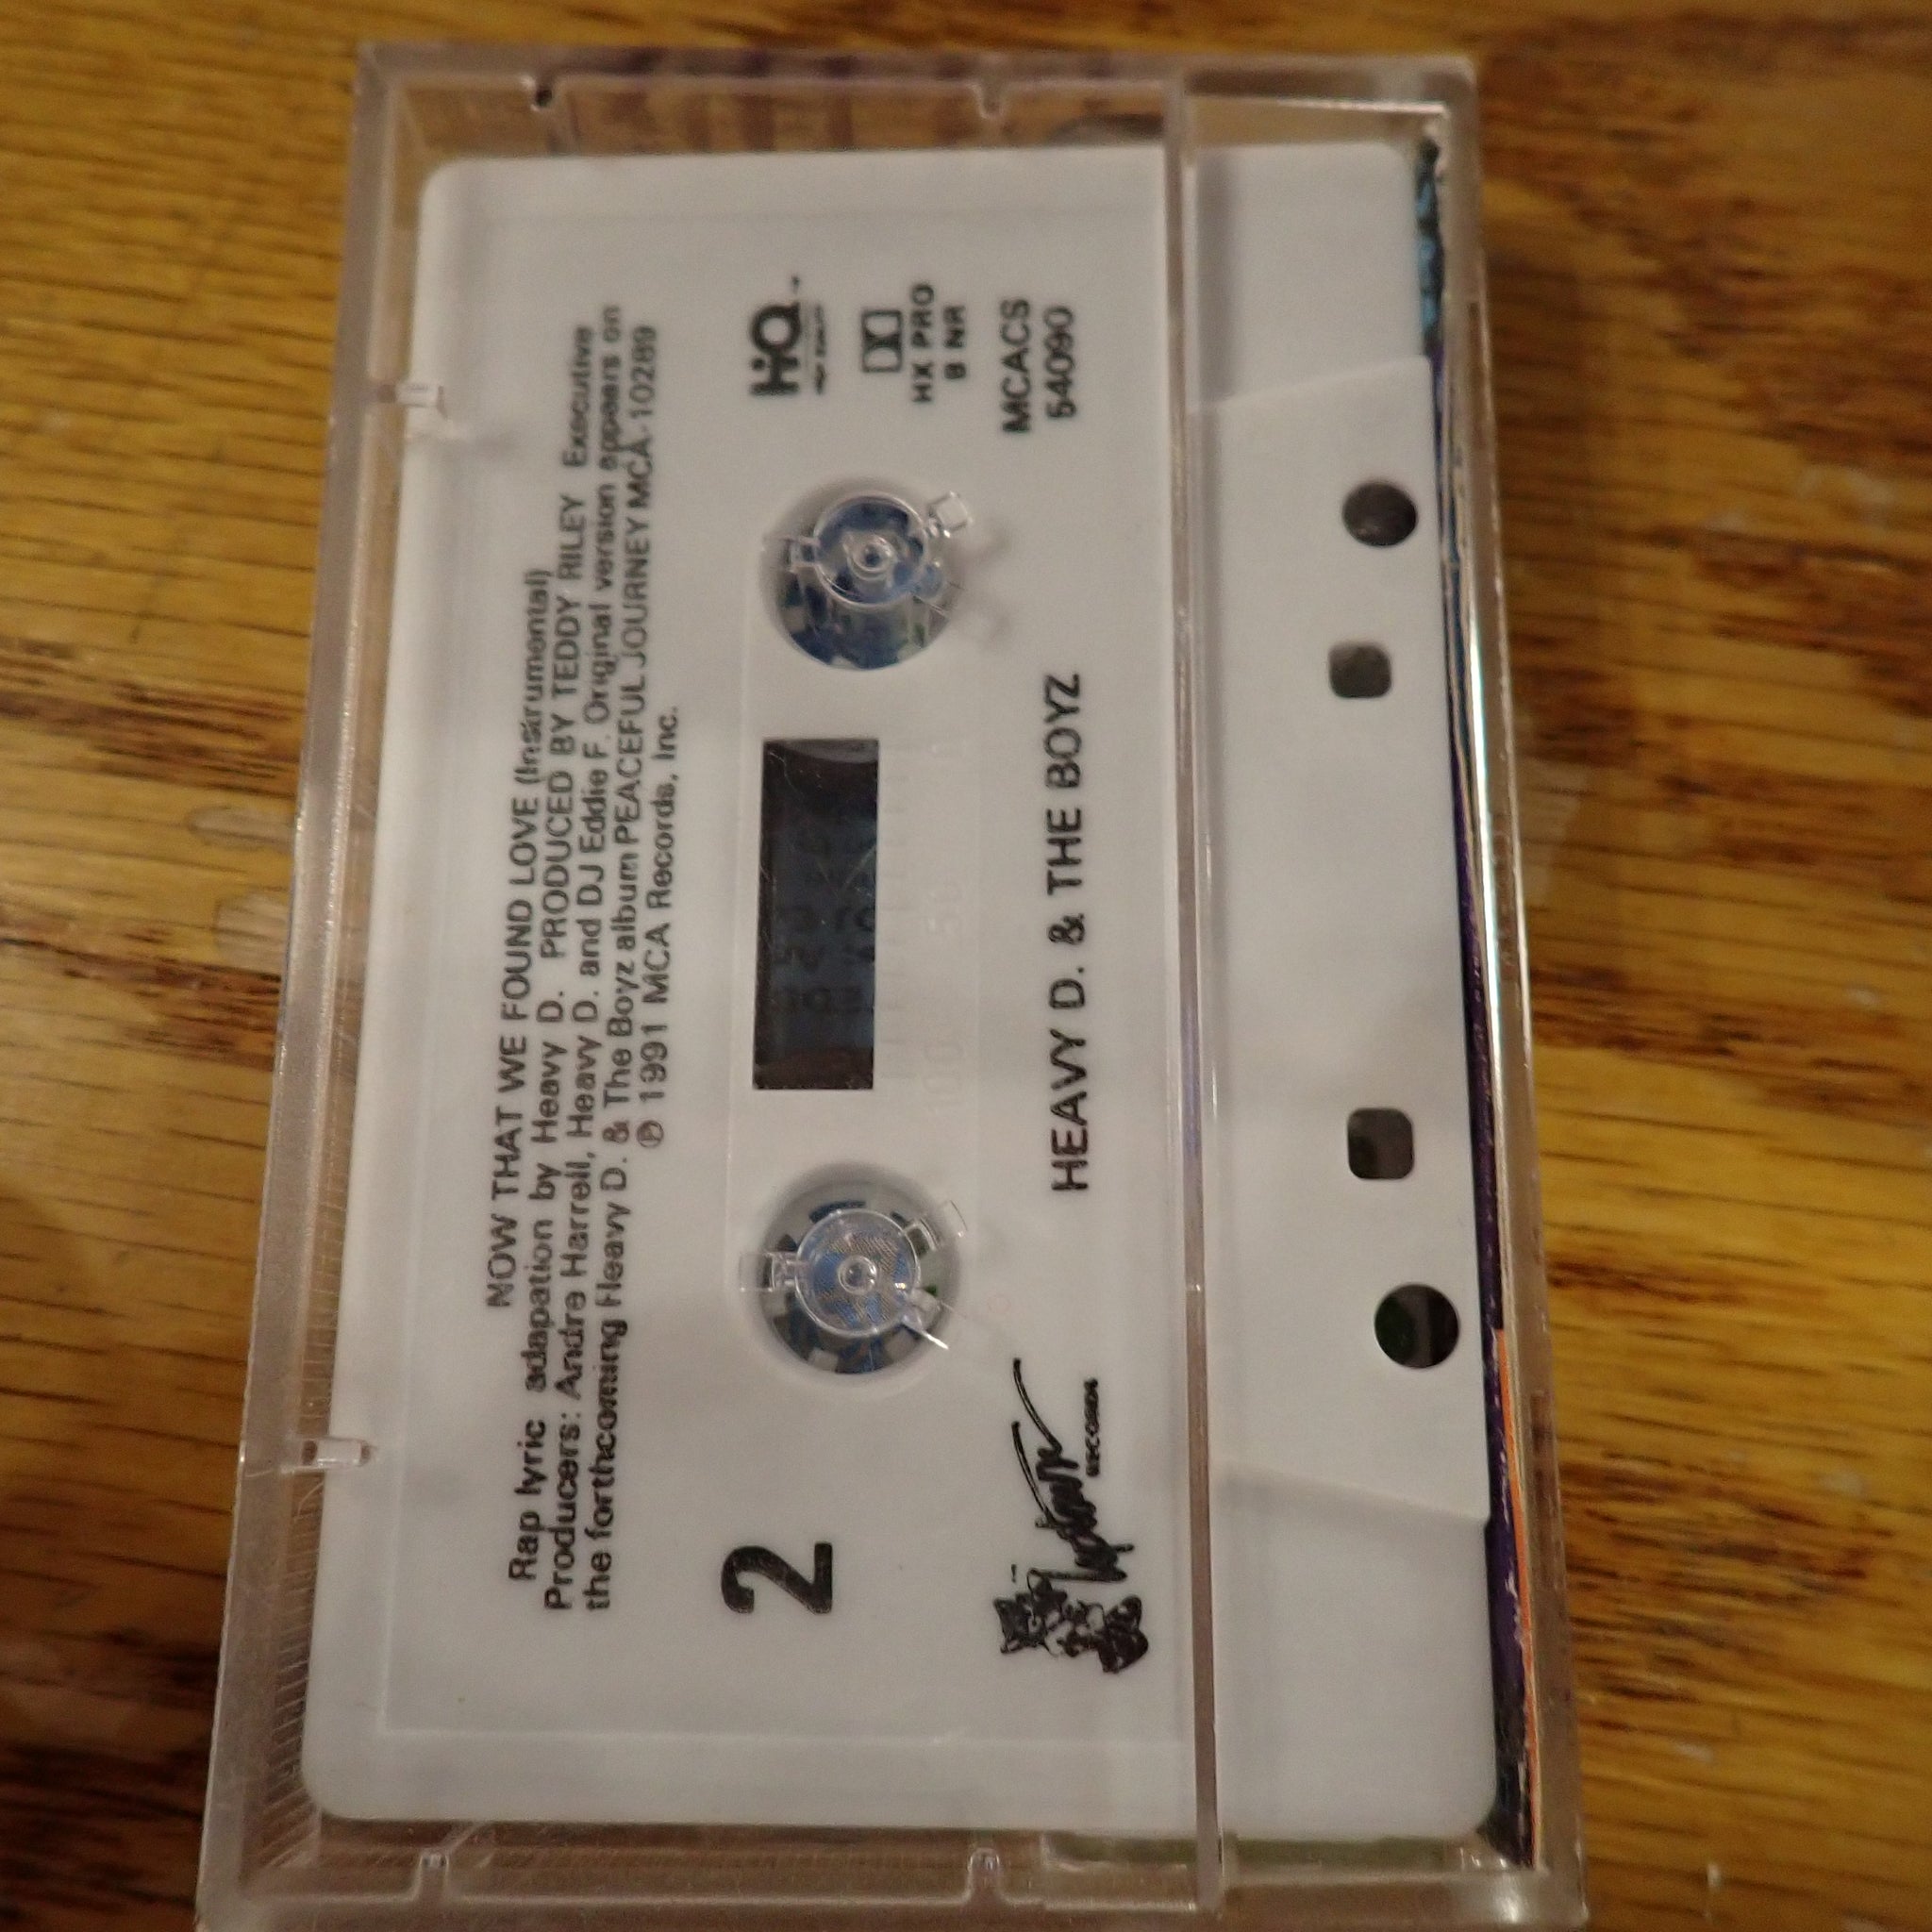 NOW THAT WE FOUND LOVE (Instrumental)
Rap lyric adapation by Heavy D. PRODUCED BY TEDDY RILEY Executive
Producers: Andre Harrell, Heavy D. and DJ Eddie F. Original version appears on
the forthcoming Heavy D. & The Boyz album PEACEFUL JOURNEY MCA-10289
℗ 1991 MCA Records, Inc.
2
HQ
HX PRO
B NR
MCACS
54090
HEAVY D. & THE BOYZ
Uptown
RECORDS